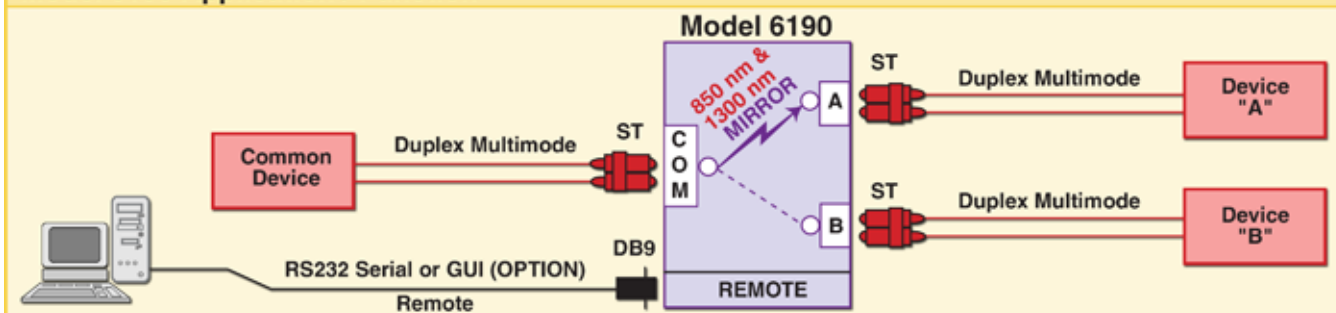 Model 6190
850 nm &
1300 nm
MIRROR
ST
Duplex Multimode
Device
"A"
A
ST
Duplex Multimode
Common
Device
C
O
M
ST
Duplex Multimode
Device
"B"
B
DB9
RS232 Serial or GUI (OPTION)
Remote
REMOTE